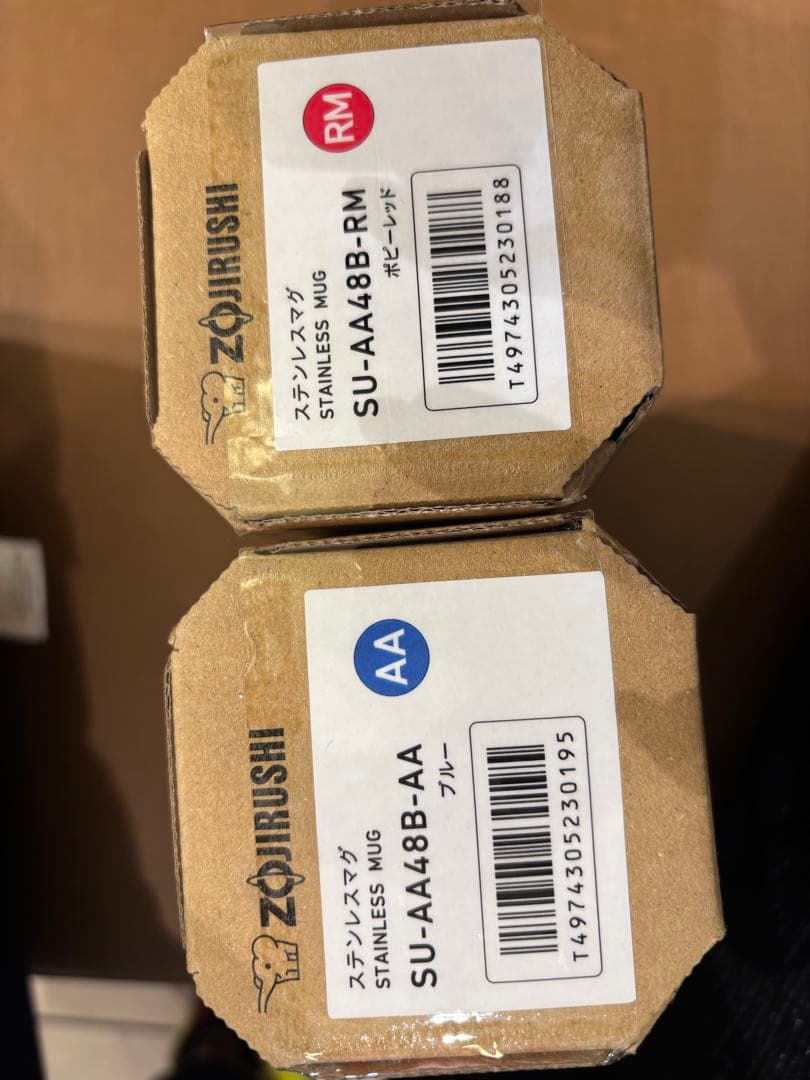 ZOJIRUSHI
ステンレスマグ
STAINLESS MUG
RM
SU-AA48B-RM
ポピーレッド
T4974305230188
ZOJIRUSHI
ステンレスマグ
STAINLESS MUG
AA
SU-AA48B-AA
ブルー
T4974305230195